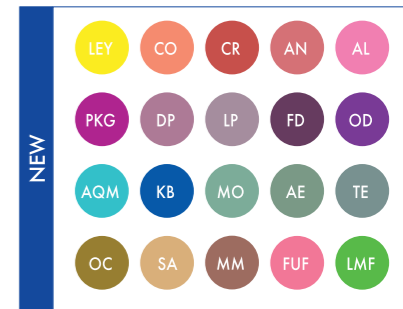 NEW
LEY CO CR AN AL
PKG DP LP FD OD
AQM KB MO AE TE
OC SA MM FUF LMF